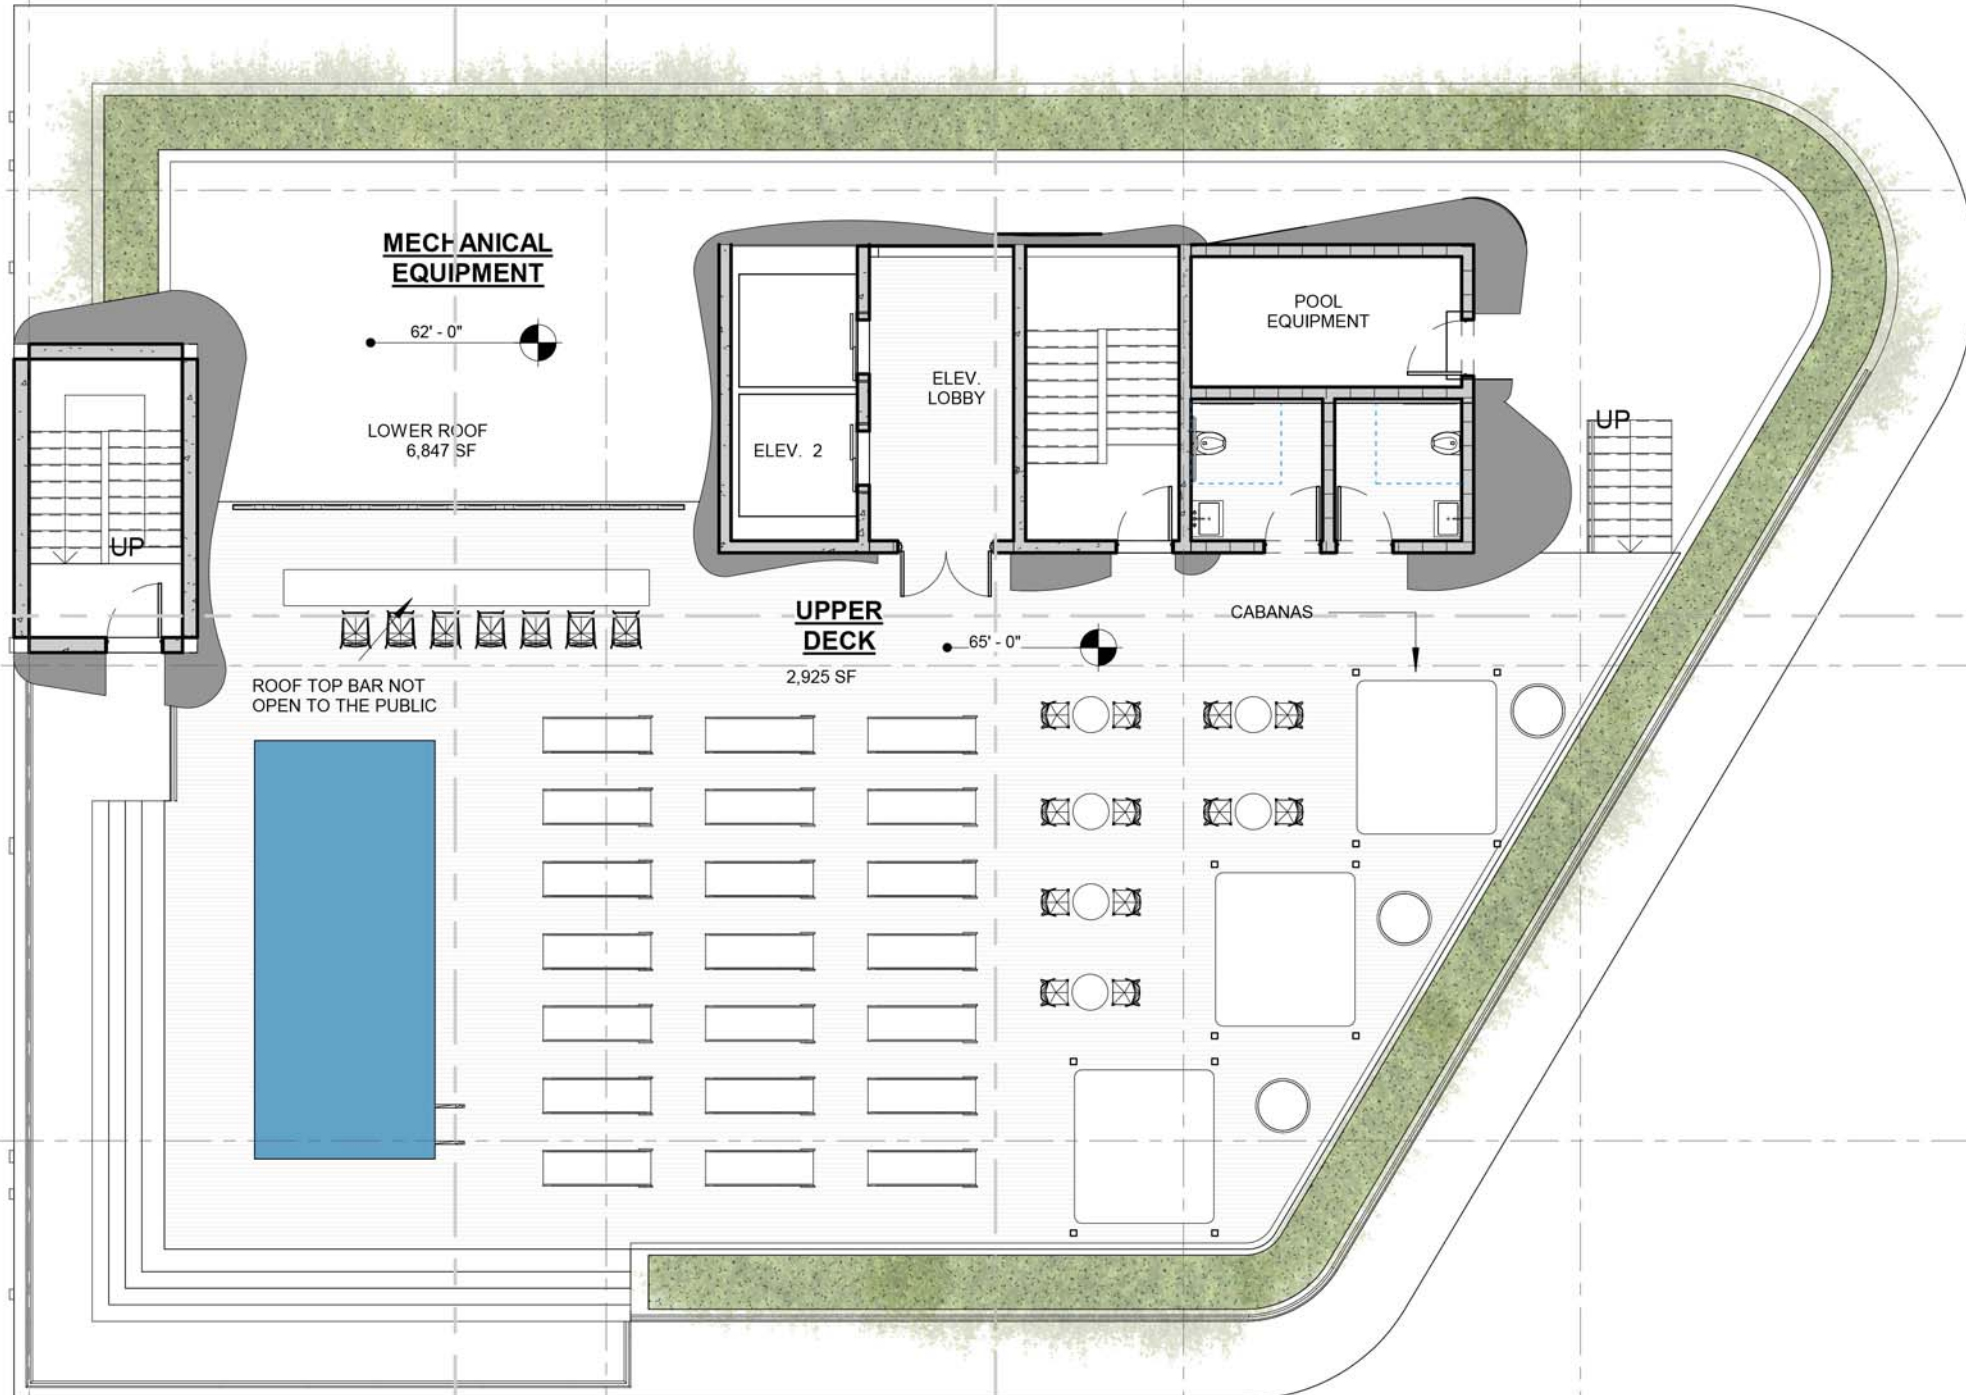 MECHANICAL
EQUIPMENT
62' - 0"
LOWER ROOF
6,847 SF
POOL
EQUIPMENT
ELEV.
LOBBY
ELEV. 2
UP
UP
UPPER
DECK
65' - 0"
2,925 SF
CABANAS
ROOF TOP BAR NOT
OPEN TO THE PUBLIC